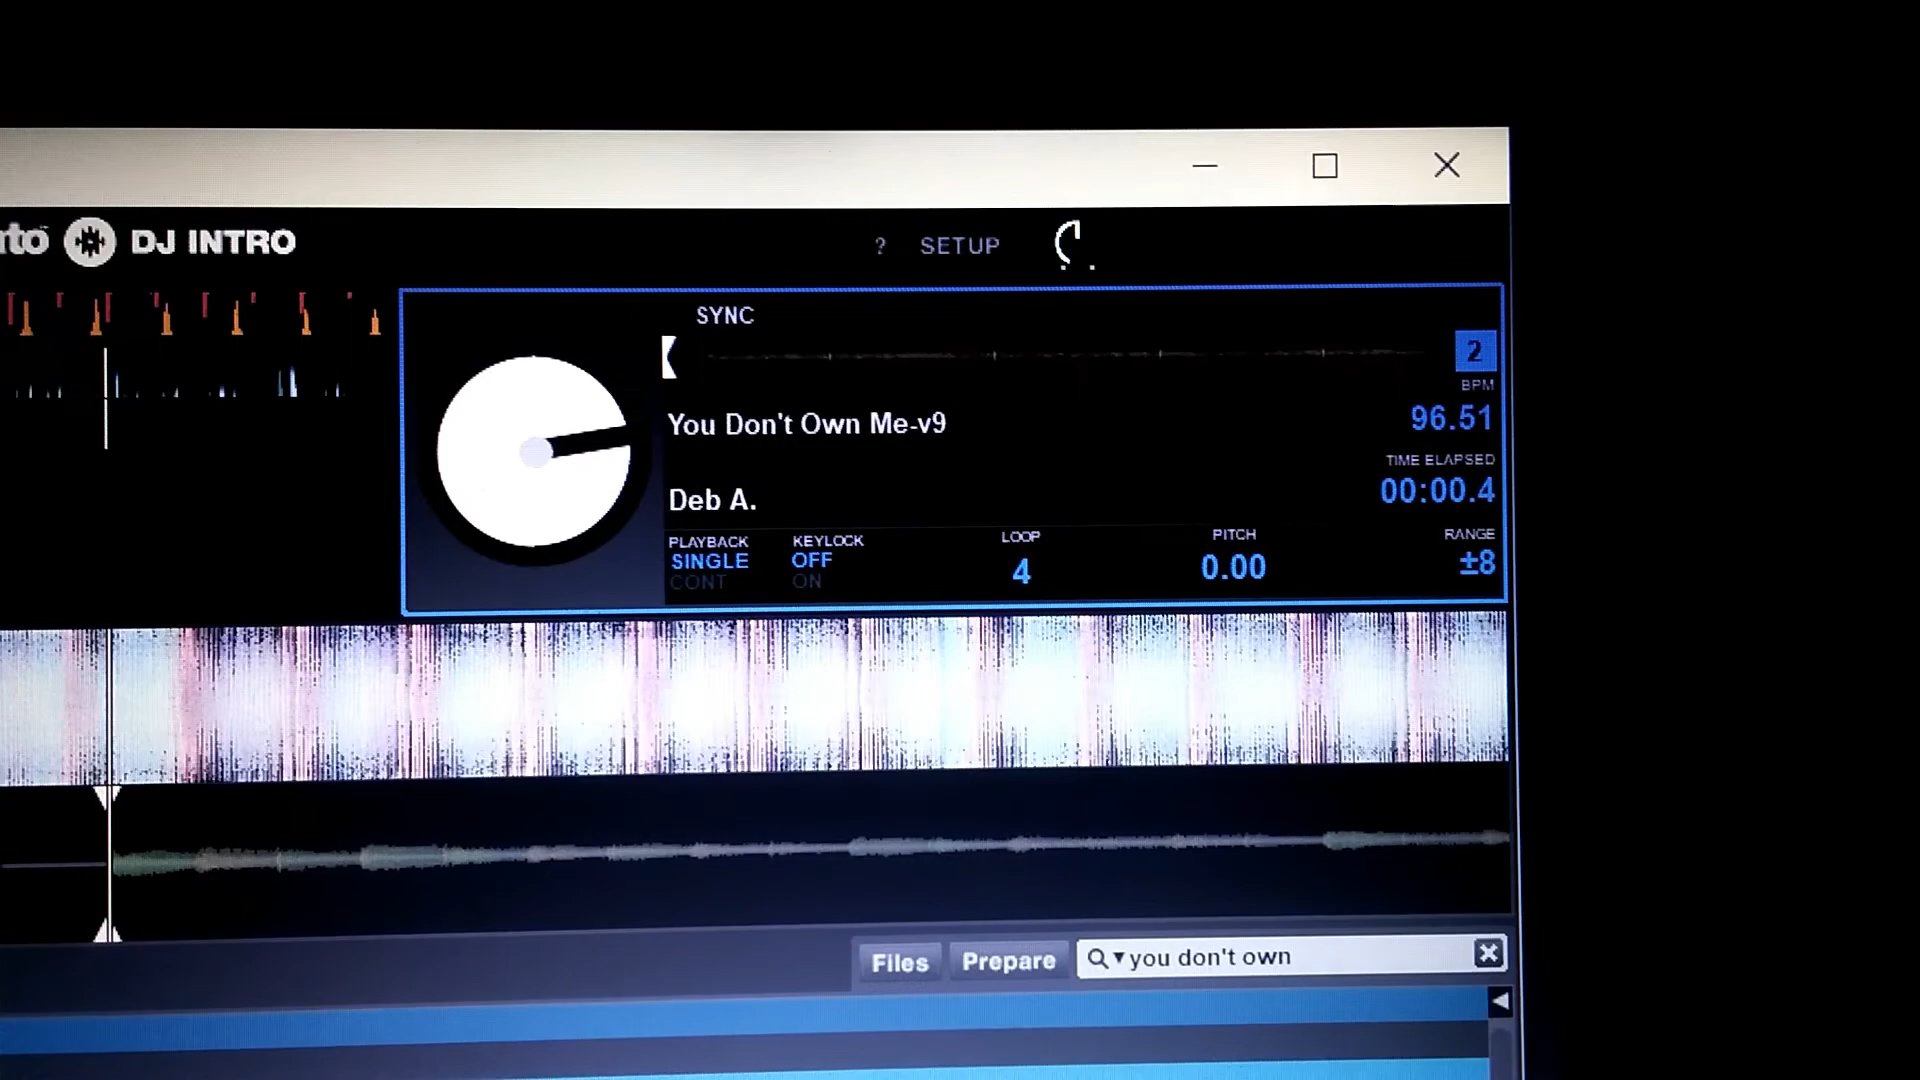 DJ INTRO
? SETUP
SYNC
2
BPM
96.51
You Don't Own Me-v9
TIME ELAPSED
00:00.4
Deb A.
PLAYBACK KEYLOCK LOOP PITCH RANGE
SINGLE OFF 4 0.00 ±8
CONT ON
Files Prepare you don't own